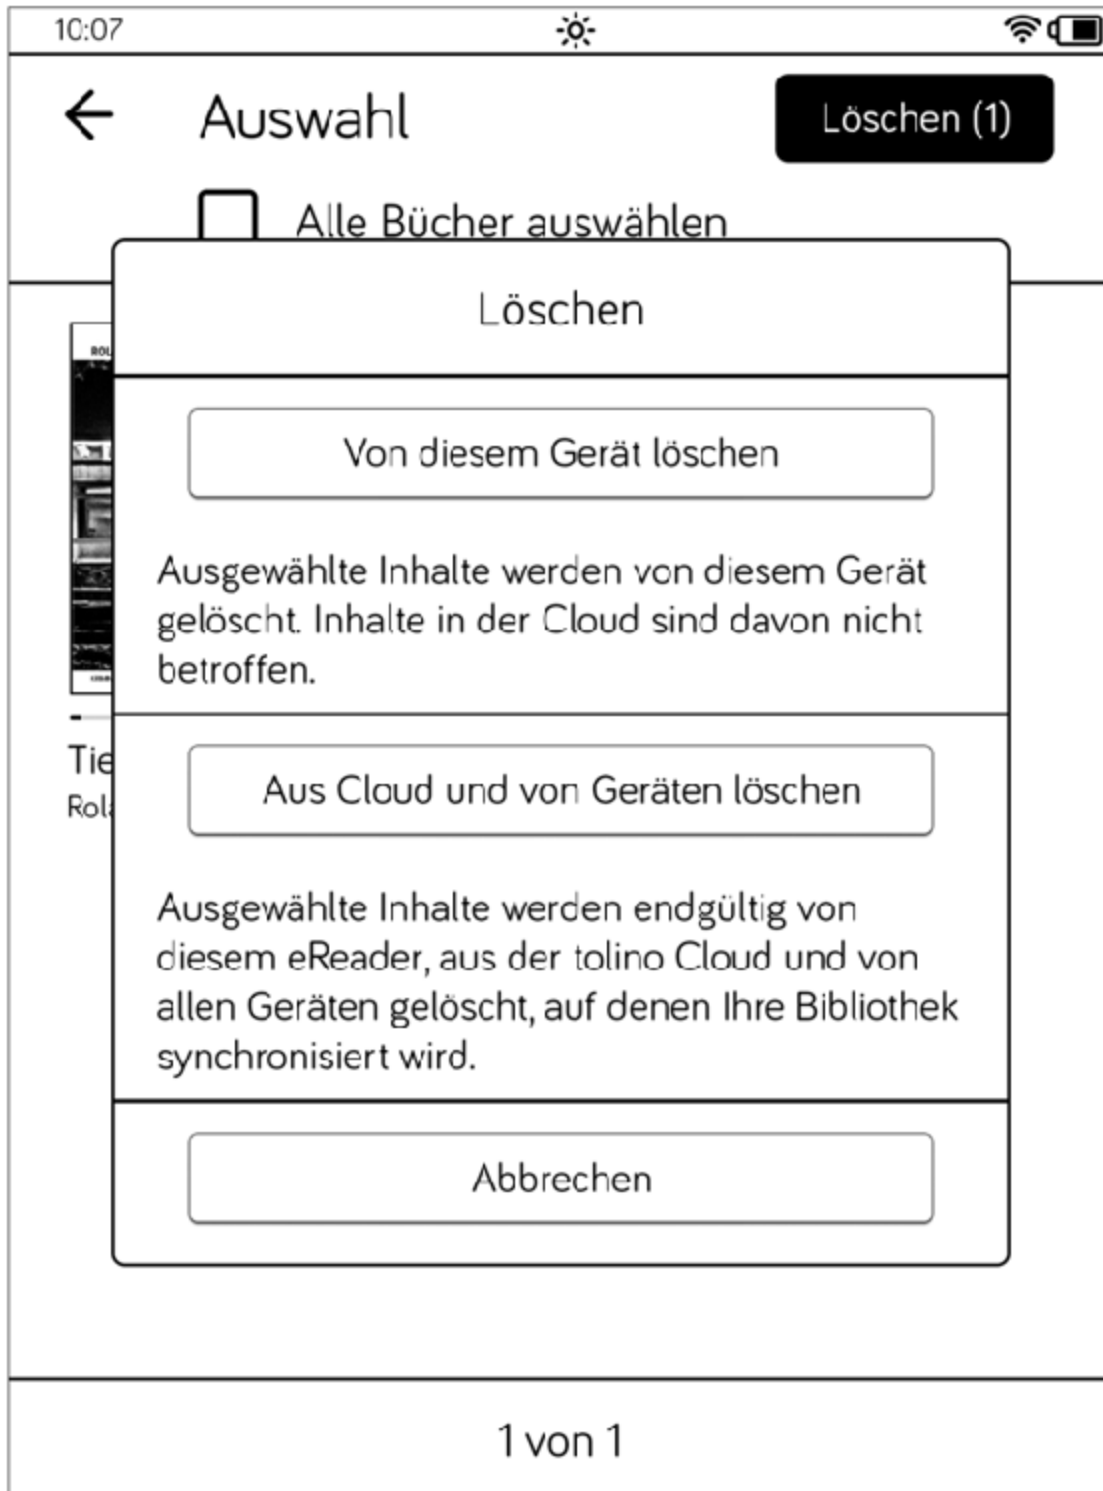 10:07
Auswahl
Löschen (1)
Alle Bücher auswählen
Löschen
Von diesem Gerät löschen
Ausgewählte Inhalte werden von diesem Gerät
gelöscht. Inhalte in der Cloud sind davon nicht
betroffen.
Aus Cloud und von Geräten löschen
Ausgewählte Inhalte werden endgültig von
diesem eReader, aus der tolino Cloud und von
allen Geräten gelöscht, auf denen Ihre Bibliothek
synchronisiert wird.
Abbrechen
1 von 1